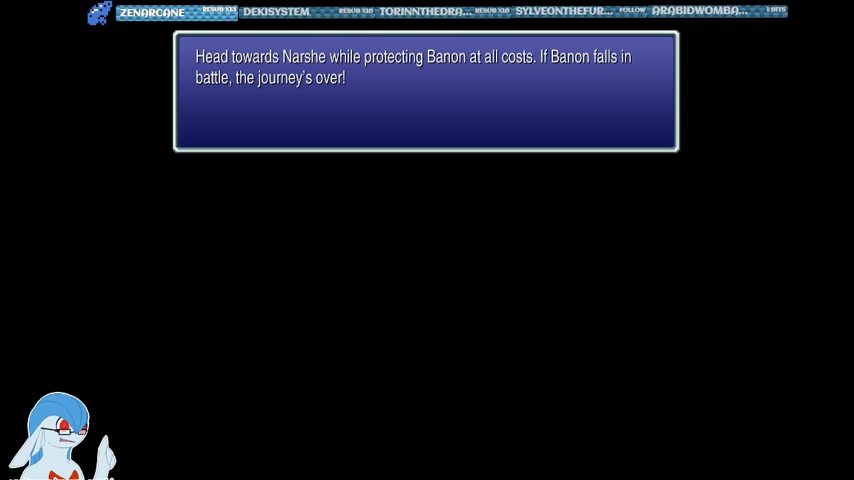 ZENARCANE RESUB X13 DEKISYSTEM RESUB X16 TORINNTHEDRA... RESUB X18 SYLVEONTHEFUR... FOLLOW ARABIDWOMBA... 1 BITS
Head towards Narshe while protecting Banon at all costs. If Banon falls in
battle, the journey's over!